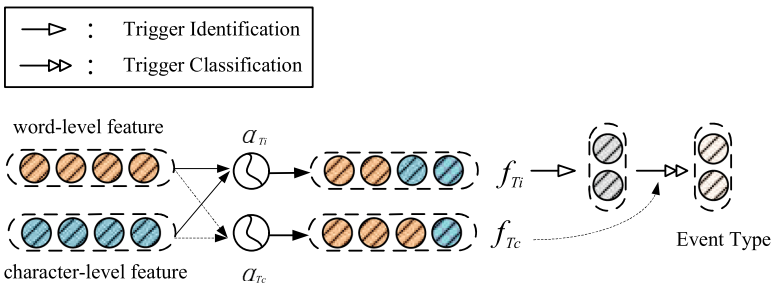 : Trigger Identification
: Trigger Classification
word-level feature
α_Ti
f_Ti
f_Tc
Event Type
character-level feature
α_Tc